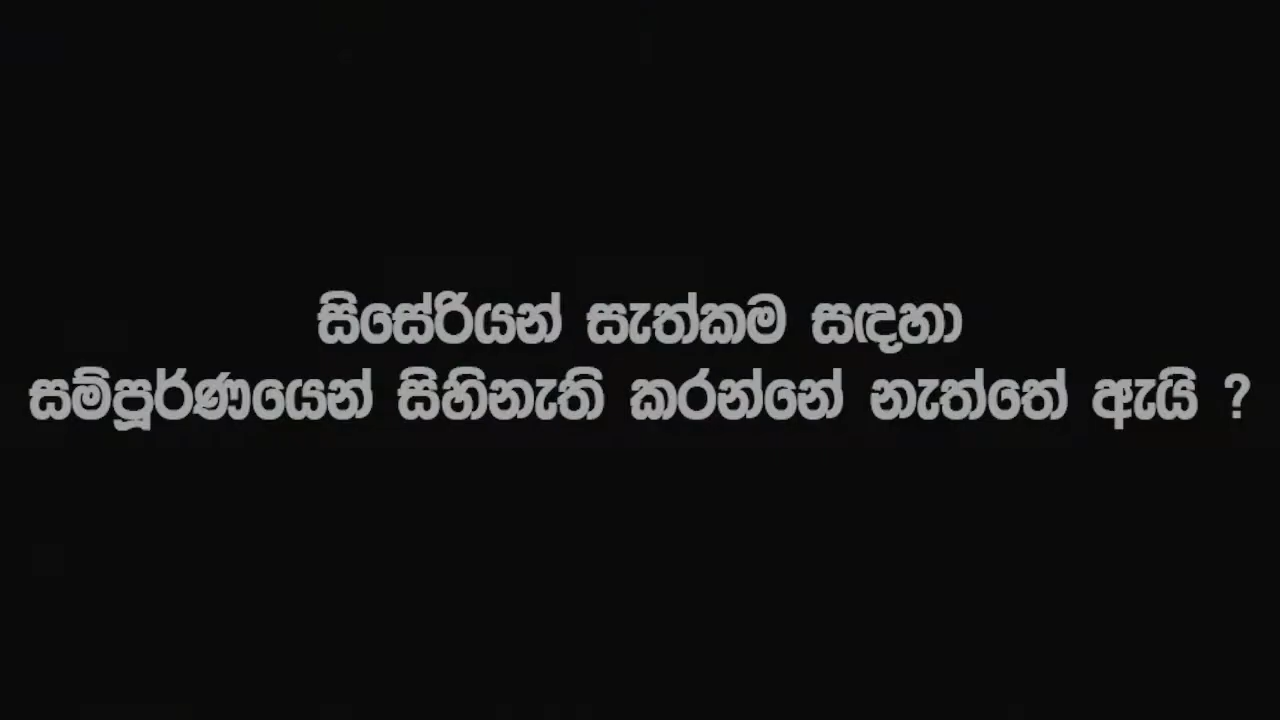 සිසේරියන් සැත්කම සඳහා
සම්පූර්ණයෙන් සිහිනැති කරන්නේ නැත්තේ ඇයි ?